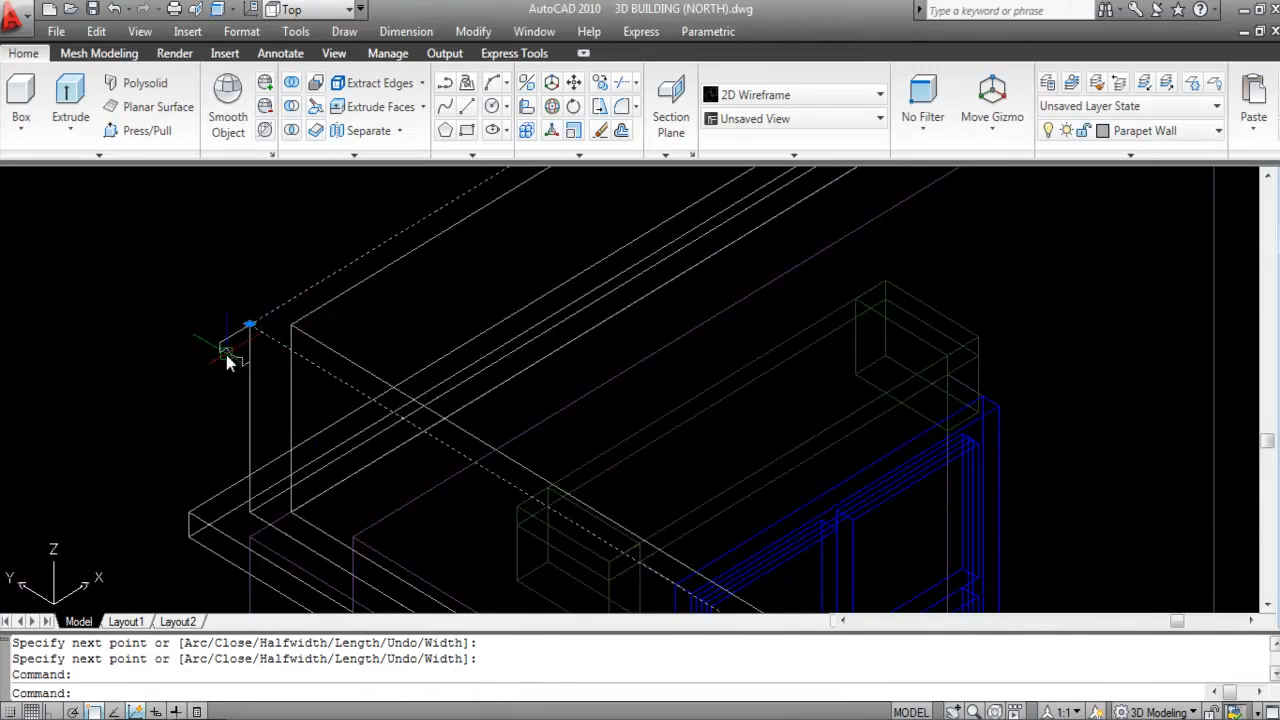 Top
AutoCAD 2010 3D BUILDING (NORTH).dwg
Type a keyword or phrase
File Edit View Insert Format Tools Draw Dimension Modify Window Help Express Parametric
Home Mesh Modeling Render Insert Annotate View Manage Output Express Tools
Polysolid
Extract Edges
Planar Surface
Extrude Faces
Press/Pull
Separate
Box
Extrude
Smooth
Object
Section
Plane
2D Wireframe
Unsaved View
No Filter
Move Gizmo
Unsaved Layer State
Parapet Wall
Paste
Z
Y
X
Model Layout1 Layout2
Specify next point or [Arc/Close/Halfwidth/Length/Undo/Width]:
Specify next point or [Arc/Close/Halfwidth/Length/Undo/Width]:
Command:
Command:
MODEL
1:1
3D Modeling